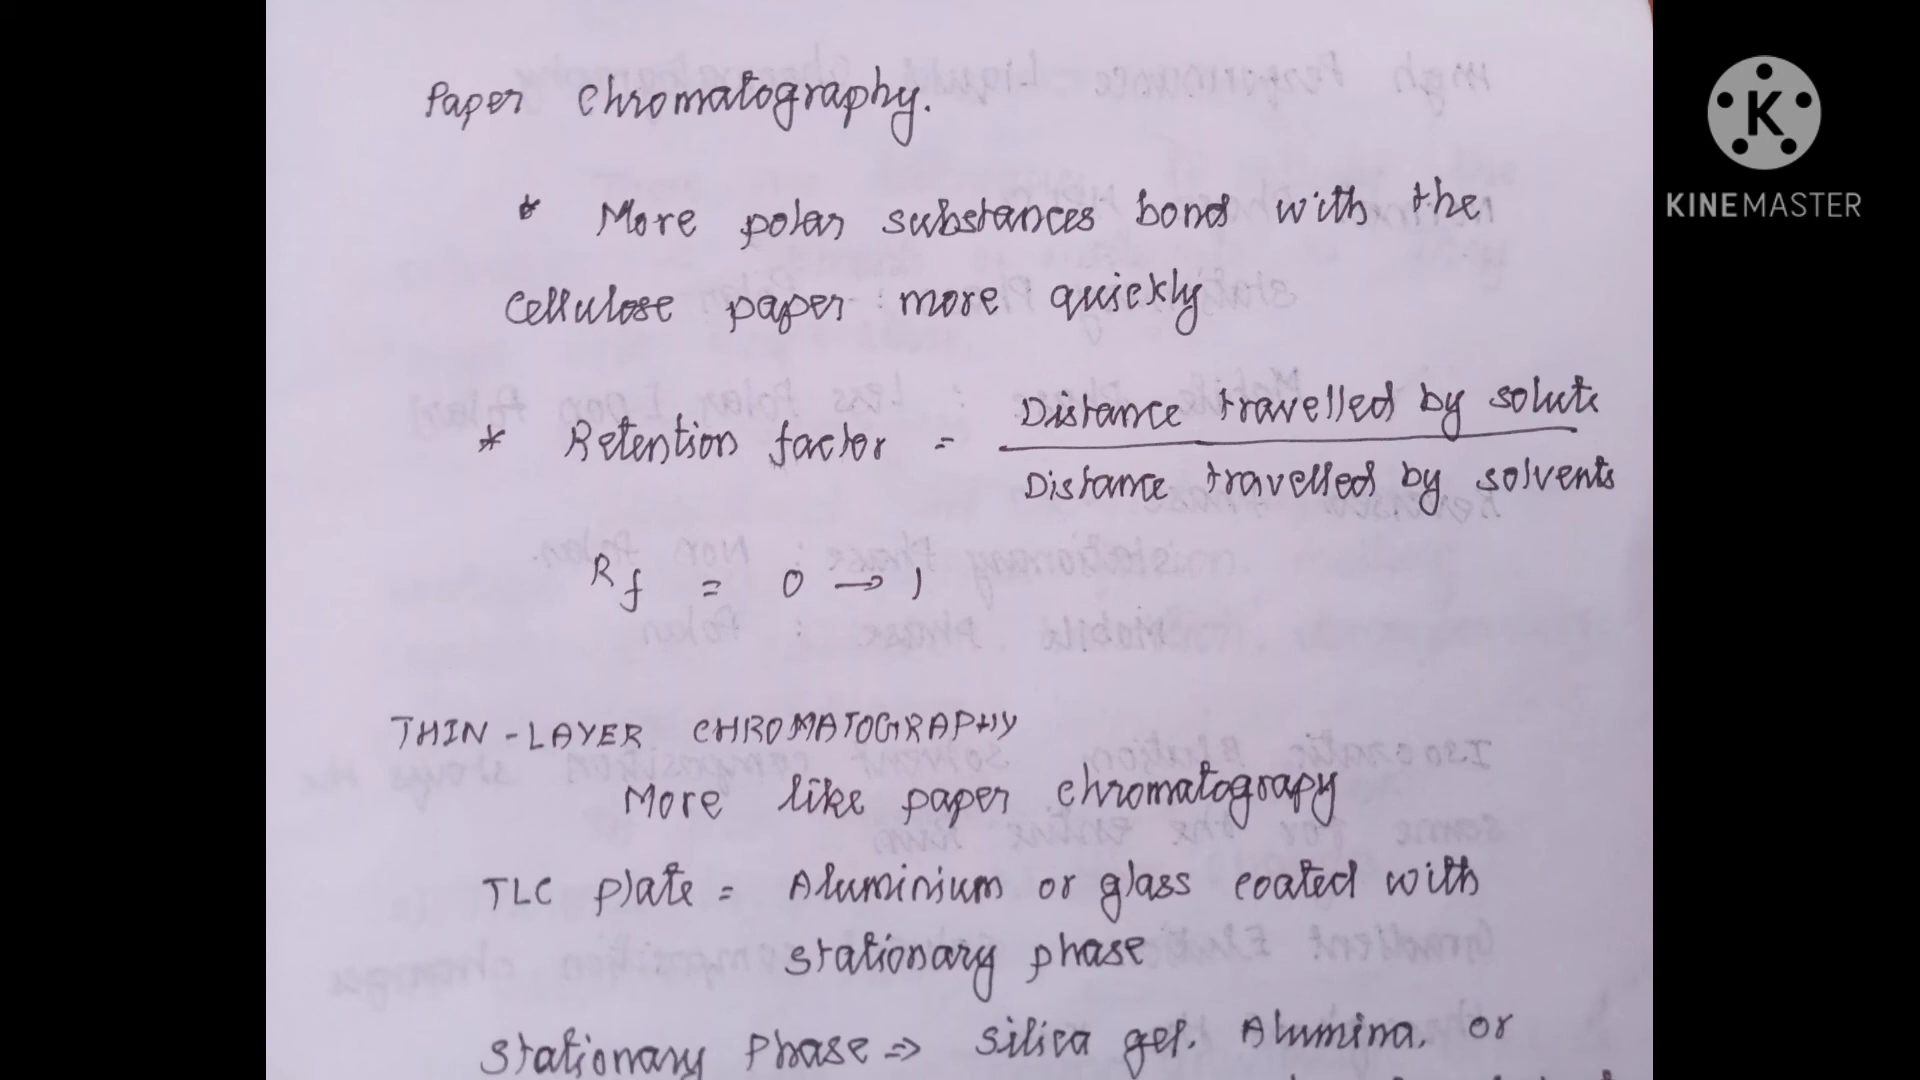 Paper Chromatography.
* More polar substances bond with the
Cellulose paper more quickly
* Retention factor = Distance travelled by solute
Distance travelled by solvents
Rf = 0 → 1
THIN-LAYER CHROMATOGRAPHY
More like paper chromatograpy
TLC plate = Aluminium or glass coated with
stationary phase
Stationary Phase => silica gel. Alumina. or
K
KINEMASTER